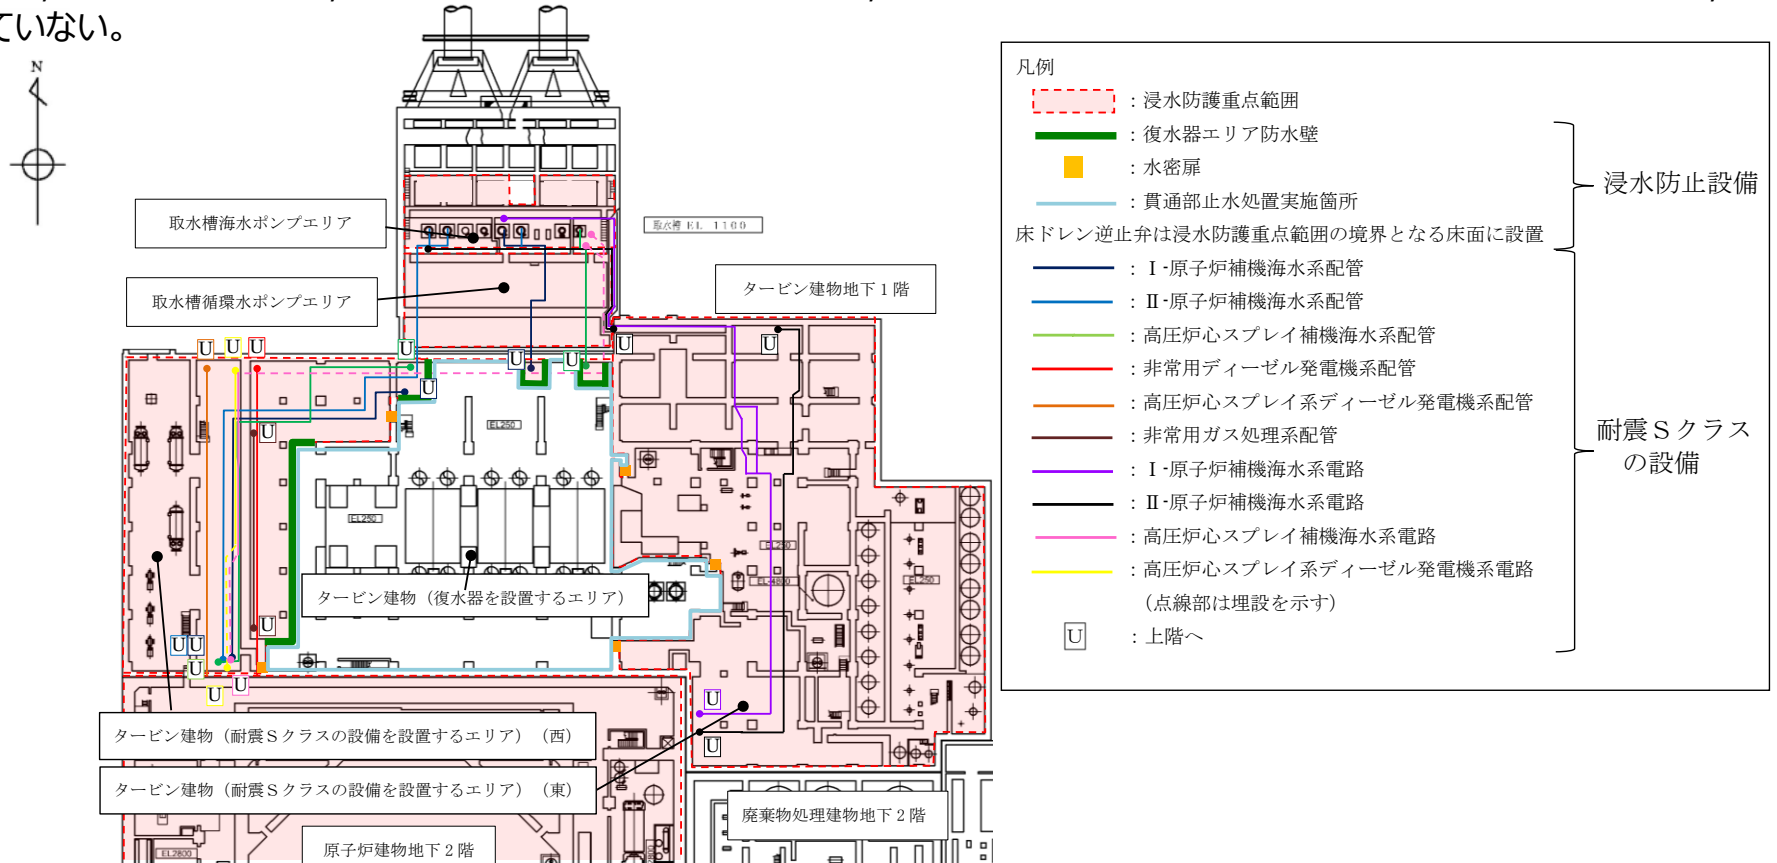 ていない。
N
取水槽海水ポンプエリア
取水槽 EL 1100
取水槽循環水ポンプエリア
タービン建物地下1階
U
U
U
U
U
U
U
U
U
U
EL250
U
EL250
EL250
EL-4800
EL250
タービン建物（復水器を設置するエリア）
U
U
U
U
U
U
U
U
タービン建物（耐震Sクラスの設備を設置するエリア）（西）
タービン建物（耐震Sクラスの設備を設置するエリア）（東）
廃棄物処理建物地下2階
原子炉建物地下2階
EL2800
凡例
：浸水防護重点範囲
：復水器エリア防水壁
：水密扉
：貫通部止水処置実施箇所
浸水防止設備
床ドレン逆止弁は浸水防護重点範囲の境界となる床面に設置
：Ⅰ-原子炉補機海水系配管
：Ⅱ-原子炉補機海水系配管
：高圧炉心スプレイ補機海水系配管
：非常用ディーゼル発電機系配管
：高圧炉心スプレイ系ディーゼル発電機系配管
：非常用ガス処理系配管
耐震Sクラス
の設備
：Ⅰ-原子炉補機海水系電路
：Ⅱ-原子炉補機海水系電路
：高圧炉心スプレイ補機海水系電路
：高圧炉心スプレイ系ディーゼル発電機系電路
（点線部は埋設を示す）
U ：上階へ